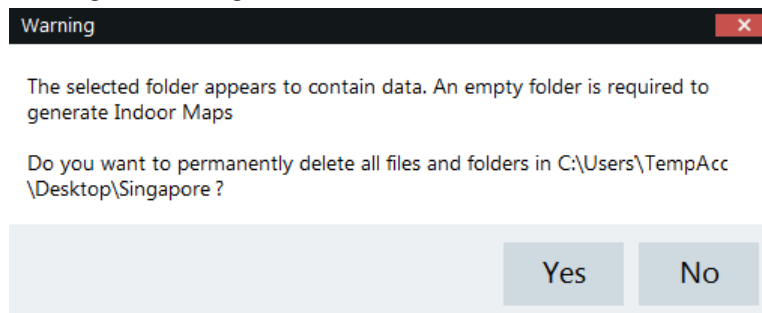 Warning
The selected folder appears to contain data. An empty folder is required to
generate Indoor Maps
Do you want to permanently delete all files and folders in C:\Users\TempAcc
\Desktop\Singapore ?
Yes No